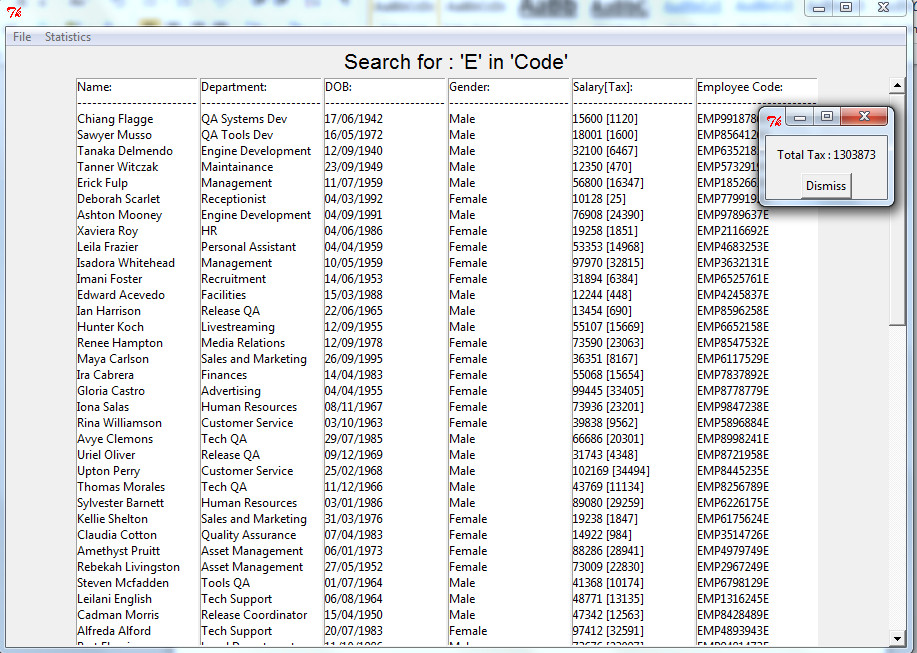 File Statistics
Search for : 'E' in 'Code'
Name: Department: DOB: Gender: Salary[Tax]: Employee Code:
Chiang Flagge QA Systems Dev 17/06/1942 Male 15600 [1120]
Sawyer Musso QA Tools Dev 16/05/1972 Male 18001 [1600]
Tanaka Delmendo Engine Development 12/09/1940 Male 32100 [6467]
Tanner Witczak Maintainance 23/09/1949 Male 12350 [470]
Erick Fulp Management 11/07/1959 Male 56800 [16347]
Deborah Scarlet Receptionist 04/03/1992 Female 10128 [25]
Total Tax : 1303873
Dismiss
Ashton Mooney Engine Development 04/09/1991 Male 76908 [24390] EMP9789637E
Xaviera Roy HR 04/06/1986 Female 19258 [1851] EMP2116692E
Leila Frazier Personal Assistant 04/04/1959 Female 53353 [14968] EMP4683253E
Isadora Whitehead Management 10/05/1959 Female 97970 [32815] EMP3632131E
Imani Foster Recruitment 14/06/1953 Female 31894 [6384] EMP6525761E
Edward Acevedo Facilities 15/03/1988 Male 12244 [448] EMP4245837E
Ian Harrison Release QA 22/06/1965 Male 13454 [690] EMP8596258E
Hunter Koch Livestreaming 12/09/1955 Male 55107 [15669] EMP6652158E
Renee Hampton Media Relations 12/09/1978 Female 73590 [23063] EMP8547532E
Maya Carlson Sales and Marketing 26/09/1995 Female 36351 [8167] EMP6117529E
Ira Cabrera Finances 14/04/1983 Female 55068 [15654] EMP7837892E
Gloria Castro Advertising 04/04/1955 Female 99445 [33405] EMP8778779E
Iona Salas Human Resources 08/11/1967 Female 73936 [23201] EMP9847238E
Rina Williamson Customer Service 03/10/1963 Female 39838 [9562] EMP5896884E
Avye Clemons Tech QA 29/07/1985 Male 66686 [20301] EMP8998241E
Uriel Oliver Release QA 09/12/1969 Male 31743 [4348] EMP8721958E
Upton Perry Customer Service 25/02/1968 Male 102169 [34494] EMP8445235E
Thomas Morales Tech QA 11/12/1966 Male 43769 [11134] EMP8256789E
Sylvester Barnett Human Resources 03/01/1986 Male 89080 [29259] EMP6226175E
Kellie Shelton Sales and Marketing 31/03/1976 Female 19238 [1847] EMP6175624E
Claudia Cotton Quality Assurance 07/04/1983 Female 14922 [984] EMP3514726E
Amethyst Pruitt Asset Management 06/01/1973 Female 88286 [28941] EMP4979749E
Rebekah Livingston Asset Management 27/05/1952 Female 73009 [22830] EMP2967249E
Steven Mcfadden Tools QA 01/07/1964 Male 41368 [10174] EMP6798129E
Leilani English Tech Support 06/08/1964 Male 48771 [13135] EMP1316245E
Cadman Morris Release Coordinator 15/04/1950 Male 47342 [12563] EMP8428489E
Alfreda Alford Tech Support 20/07/1983 Female 97412 [32591] EMP4893943E